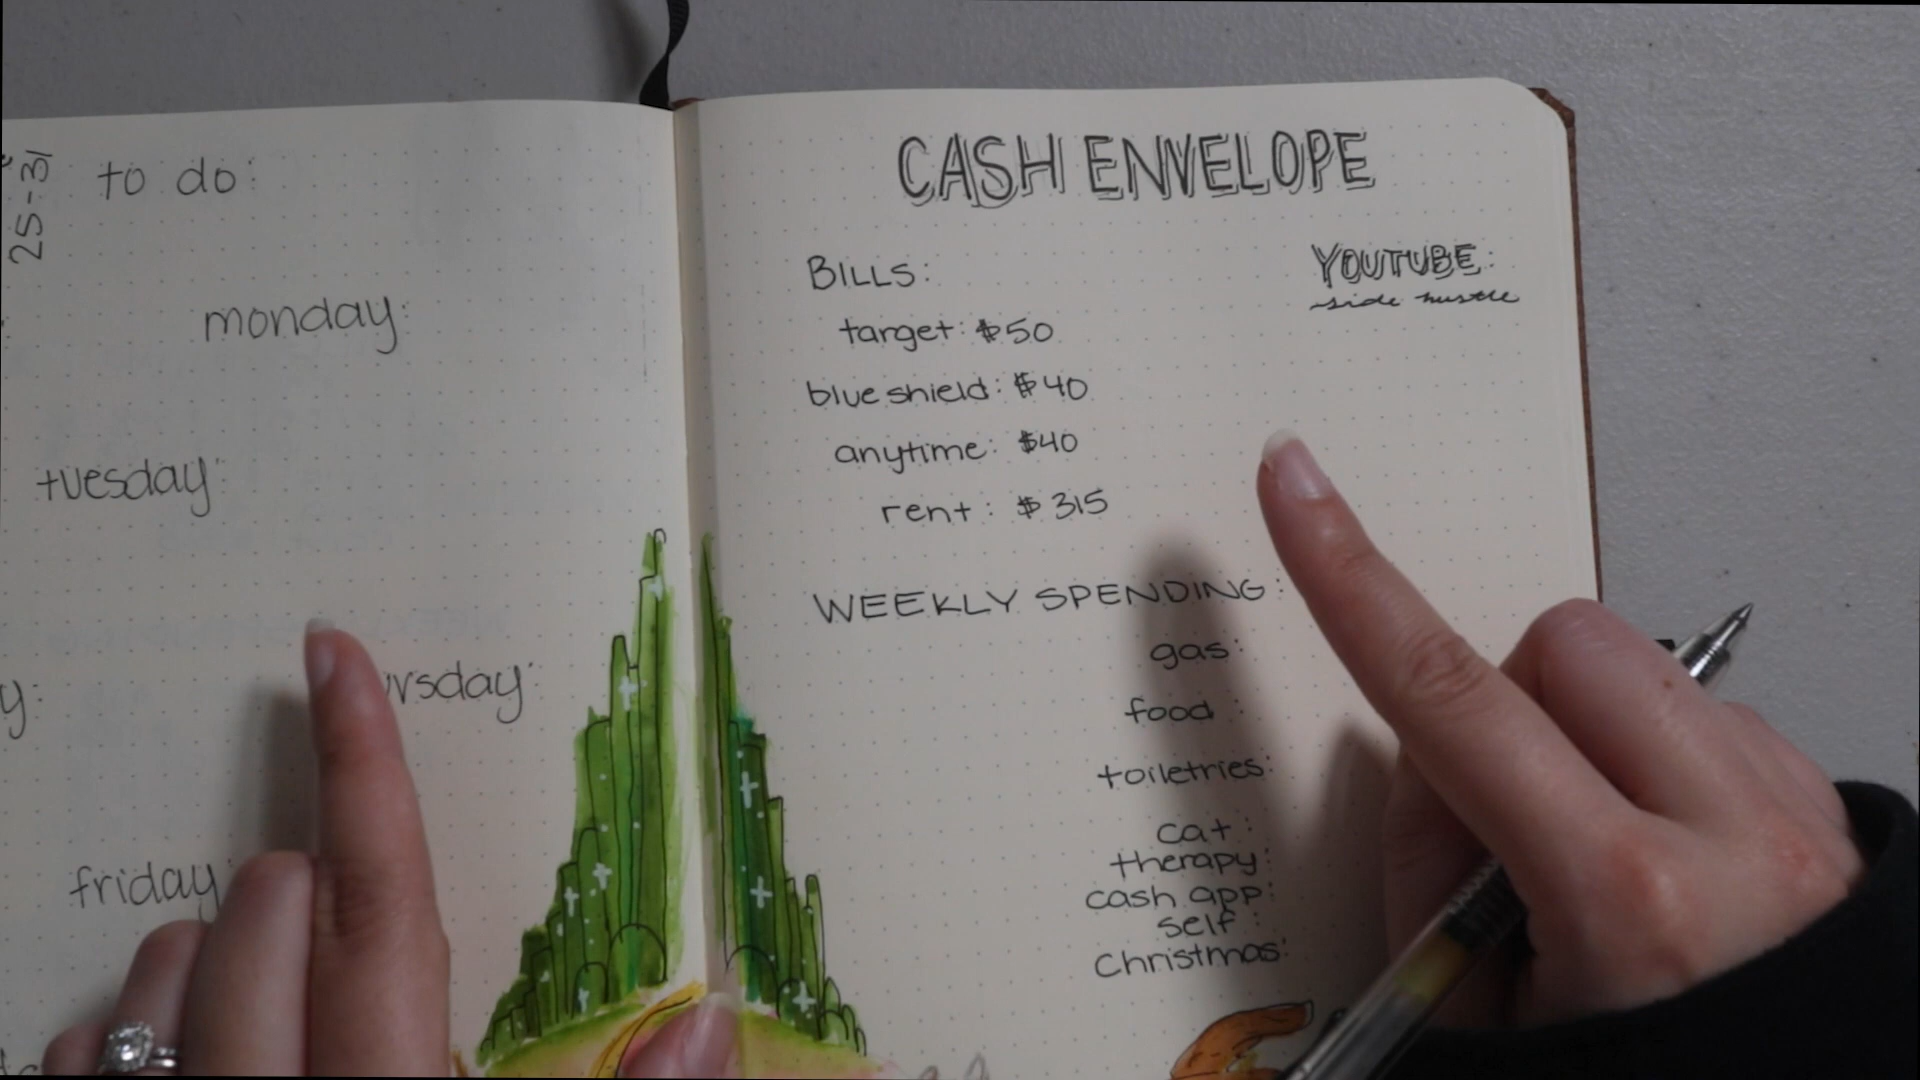 25-31
to do:
monday:
tuesday:
y:
ursday:
friday:
CASH ENVELOPE
BILLS:
target: $50
blue shield: $40
anytime: $40
rent: $315
YOUTUBE:
side hustle
WEEKLY SPENDING:
gas:
food:
toiletries:
cat:
therapy:
cash app:
self:
Christmas: